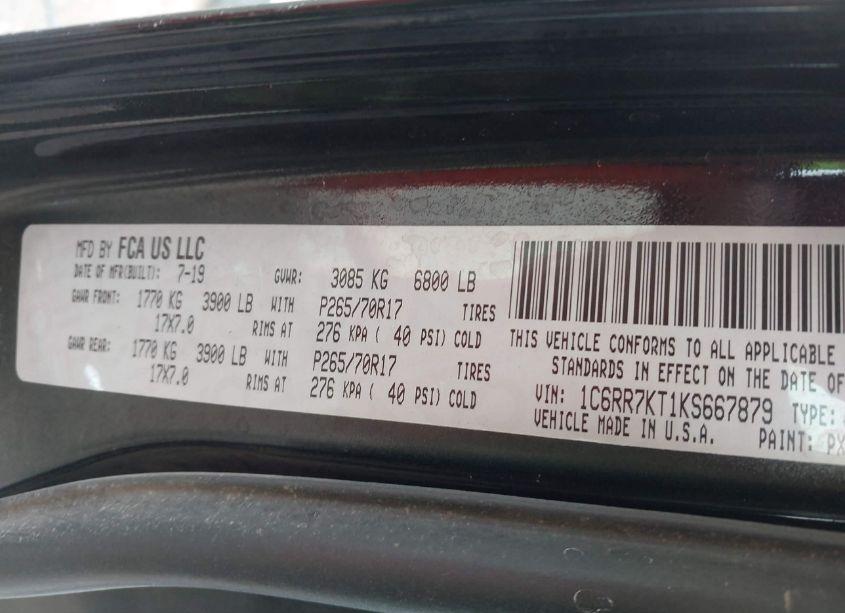 MFD BY FCA US LLC
DATE OF MFR(BUILT): 7-19 GVWR: 3085 KG 6800 LB
GAWR FRONT: 1770 KG 3900 LB WITH P265/70R17 TIRES
17X7.0 RIMS AT 276 KPA ( 40 PSI) COLD
GAWR REAR: 1770 KG 3900 LB WITH P265/70R17 TIRES
17X7.0 RIMS AT 276 KPA ( 40 PSI) COLD
THIS VEHICLE CONFORMS TO ALL APPLICABLE
STANDARDS IN EFFECT ON THE DATE OF
VIN: 1C6RR7KT1KS667879 TYPE:
VEHICLE MADE IN U.S.A. PAINT: PX